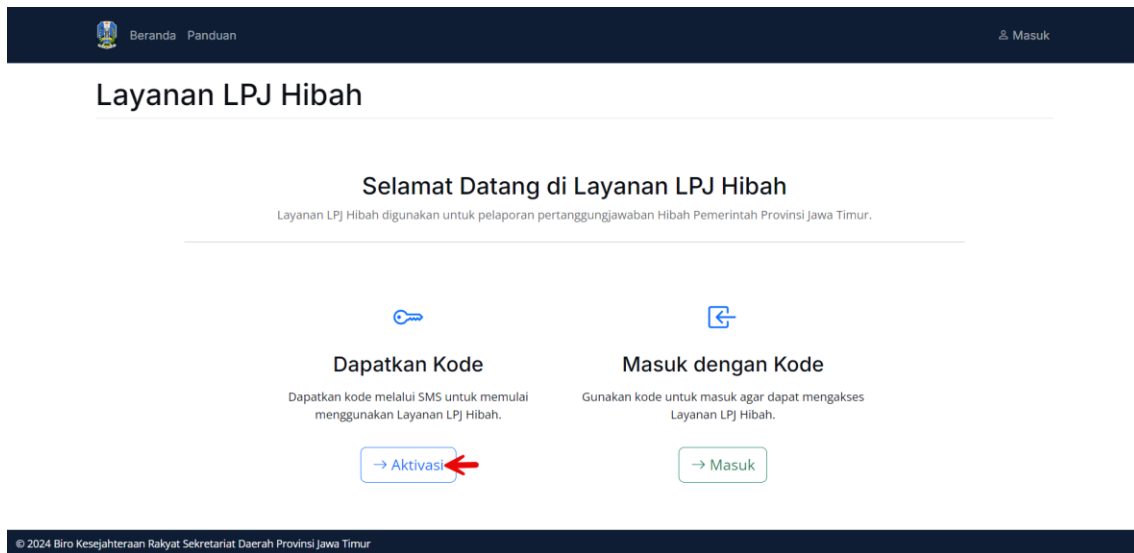 Beranda Panduan Masuk
Layanan LPJ Hibah
Selamat Datang di Layanan LPJ Hibah
Layanan LPJ Hibah digunakan untuk pelaporan pertanggungjawaban Hibah Pemerintah Provinsi Jawa Timur.
Dapatkan Kode
Dapatkan kode melalui SMS untuk memulai
menggunakan Layanan LPJ Hibah.
→ Aktivasi
Masuk dengan Kode
Gunakan kode untuk masuk agar dapat mengakses
Layanan LPJ Hibah.
→ Masuk
© 2024 Biro Kesejahteraan Rakyat Sekretariat Daerah Provinsi Jawa Timur